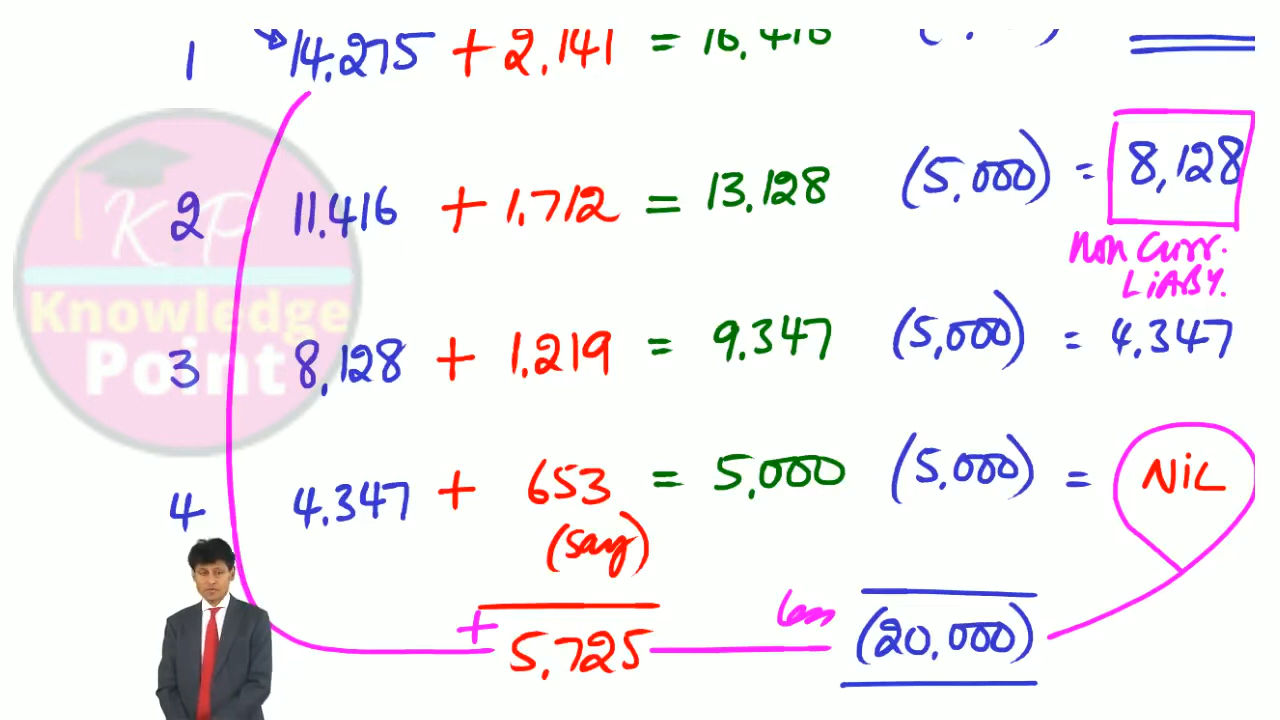 1 14.275 + 2,141 = 16,416
2 11.416 + 1.712 = 13.128 (5,000) = 8,128
Non Curr.
LiABY.
3 8,128 + 1.219 = 9.347 (5,000) = 4.347
4 4.347 + 653 = 5,000 (5,000) = NiL
(say)
+ 5,725 less (20,000)
KP
Knowledge
Point